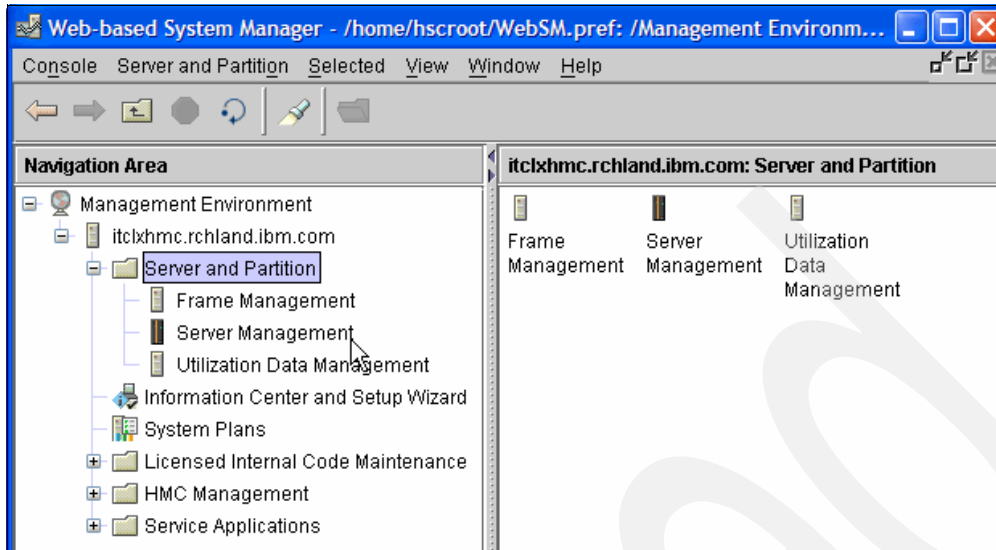 Web-based System Manager - /home/hscroot/WebSM.pref: /Management Environm...
Console Server and Partition Selected View Window Help
Navigation Area
Management Environment
itclxhmc.rchland.ibm.com
Server and Partition
Frame Management
Server Management
Utilization Data Management
Information Center and Setup Wizard
System Plans
Licensed Internal Code Maintenance
HMC Management
Service Applications
itclxhmc.rchland.ibm.com: Server and Partition
Frame
Management
Server
Management
Utilization
Data
Management